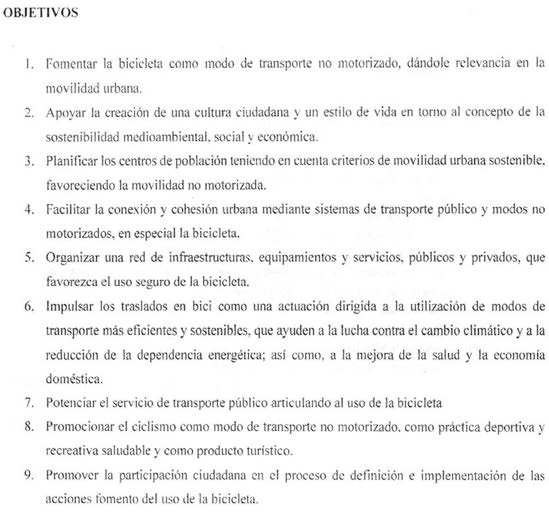 OBJETIVOS
1. Fomentar la bicicleta como modo de transporte no motorizado, dándole relevancia en la
movilidad urbana.
2. Apoyar la creación de una cultura ciudadana y un estilo de vida en torno al concepto de la
sostenibilidad medioambiental, social y económica.
3. Planificar los centros de población teniendo en cuenta criterios de movilidad urbana sostenible,
favoreciendo la movilidad no motorizada.
4. Facilitar la conexión y cohesión urbana mediante sistemas de transporte público y modos no
motorizados, en especial la bicicleta.
5. Organizar una red de infraestructuras, equipamientos y servicios, públicos y privados, que
favorezca el uso seguro de la bicicleta.
6. Impulsar los traslados en bici como una actuación dirigida a la utilización de modos de
transporte más eficientes y sostenibles, que ayuden a la lucha contra el cambio climático y a la
reducción de la dependencia energética; así como, a la mejora de la salud y la economía
doméstica.
7. Potenciar el servicio de transporte público articulando al uso de la bicicleta
8. Promocionar el ciclismo como modo de transporte no motorizado, como práctica deportiva y
recreativa saludable y como producto turístico.
9. Promover la participación ciudadana en el proceso de definición e implementación de las
acciones fomento del uso de la bicicleta.